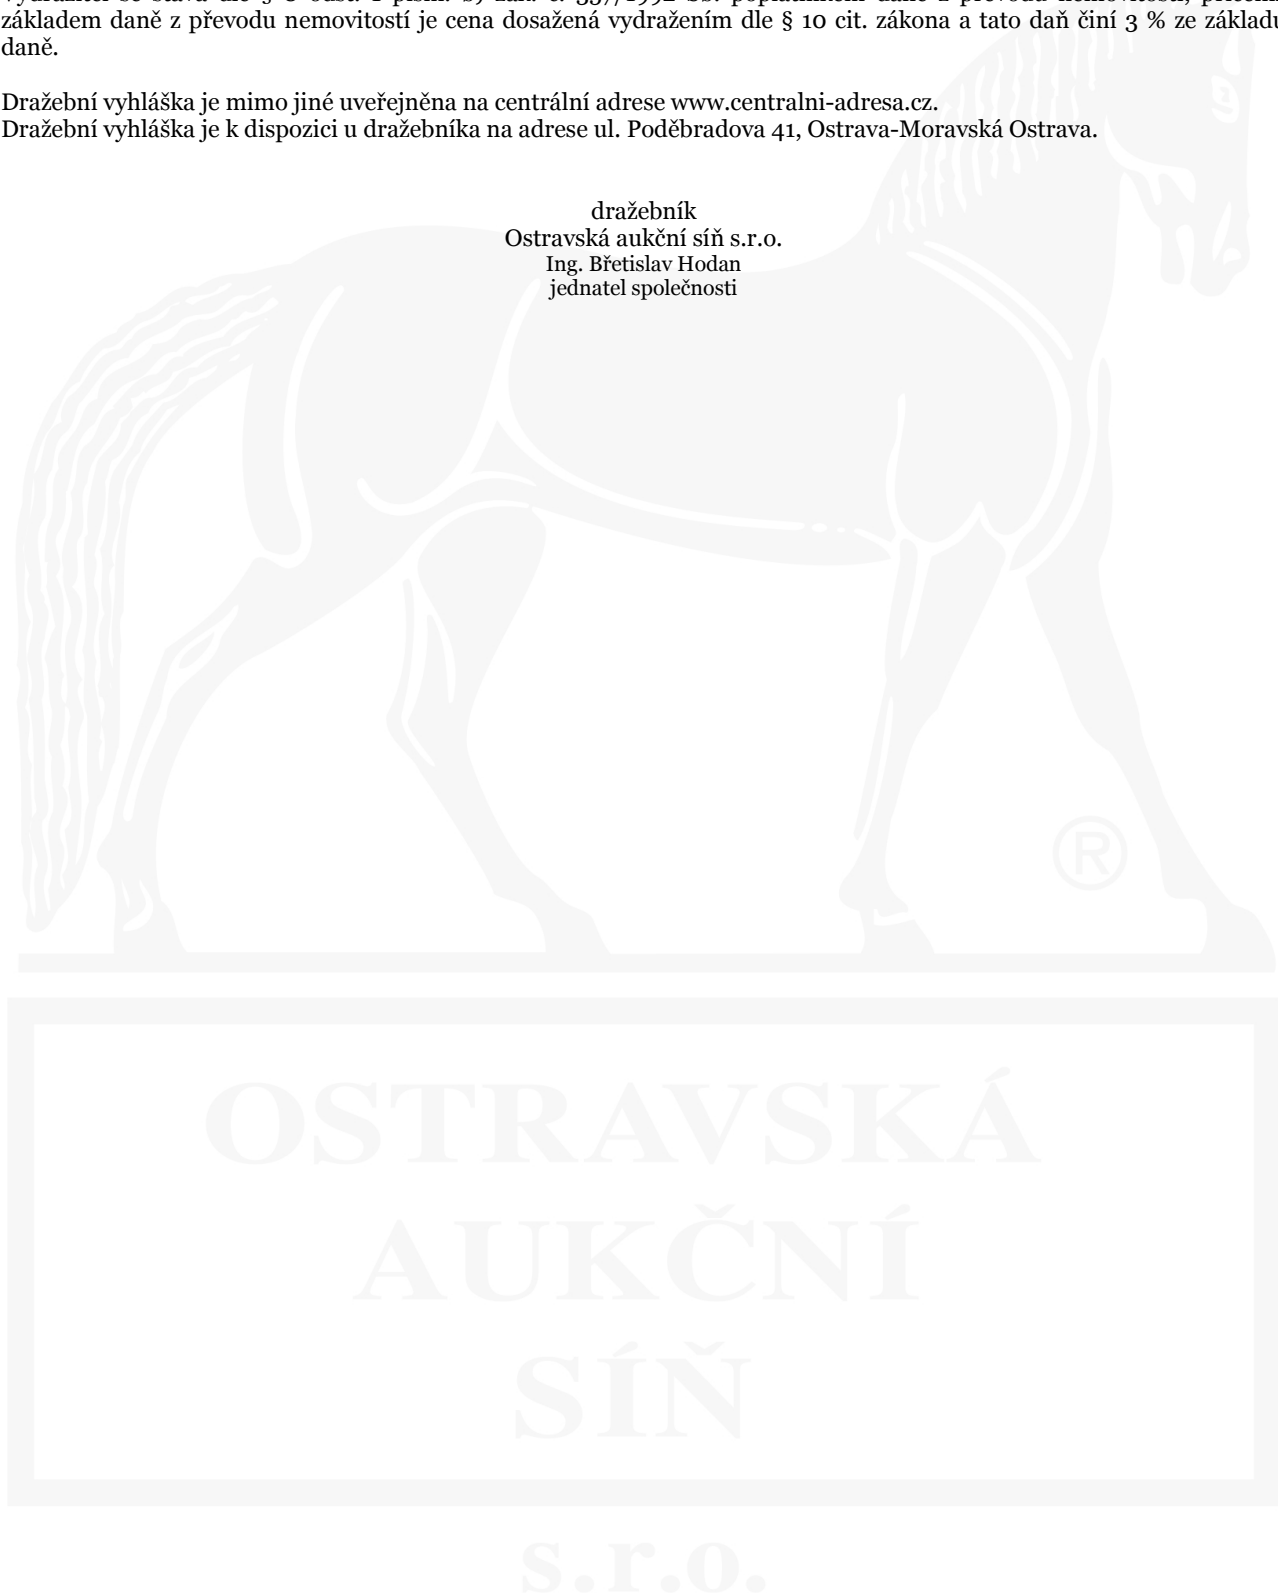 základem daně z převodu nemovitostí je cena dosažená vydražením dle § 10 cit. zákona a tato daň činí 3 % ze základu
daně.
Dražební vyhláška je mimo jiné uveřejněna na centrální adrese www.centralni-adresa.cz.
Dražební vyhláška je k dispozici u dražebníka na adrese ul. Poděbradova 41, Ostrava-Moravská Ostrava.
dražebník
Ostravská aukční síň s.r.o.
Ing. Břetislav Hodan
jednatel společnosti
®
OSTRAVSKÁ
AUKČNÍ
SÍŇ
s.r.o.